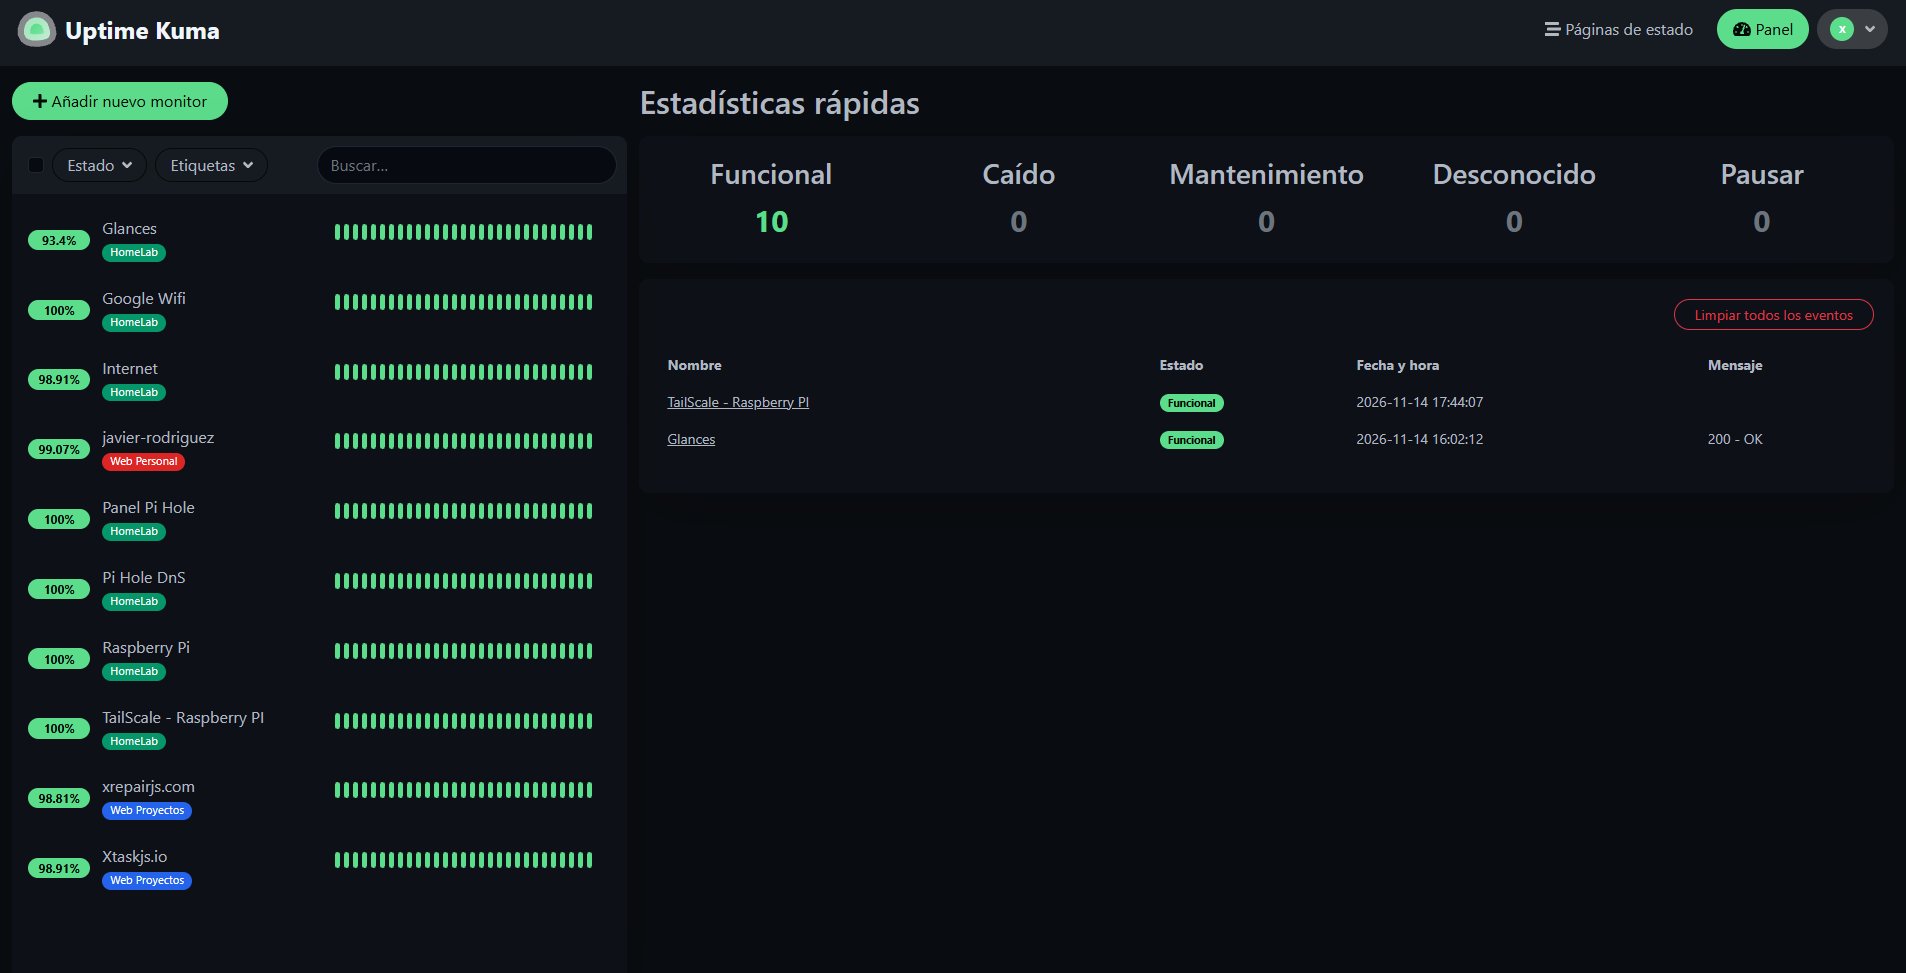 Uptime Kuma
Páginas de estado
Panel
x
Añadir nuevo monitor
Estado
Etiquetas
Buscar...
93.4%
Glances
HomeLab
100%
Google Wifi
HomeLab
98.91%
Internet
HomeLab
99.07%
javier-rodriguez
Web Personal
100%
Panel Pi Hole
HomeLab
100%
Pi Hole DnS
HomeLab
100%
Raspberry Pi
HomeLab
100%
TailScale - Raspberry PI
HomeLab
98.81%
xrepairjs.com
Web Proyectos
98.91%
Xtaskjs.io
Web Proyectos
Estadísticas rápidas
Funcional Caído Mantenimiento Desconocido Pausar
10 0 0 0 0
Limpiar todos los eventos
Nombre Estado Fecha y hora Mensaje
TailScale - Raspberry PI Funcional 2026-11-14 17:44:07
Glances Funcional 2026-11-14 16:02:12 200 - OK